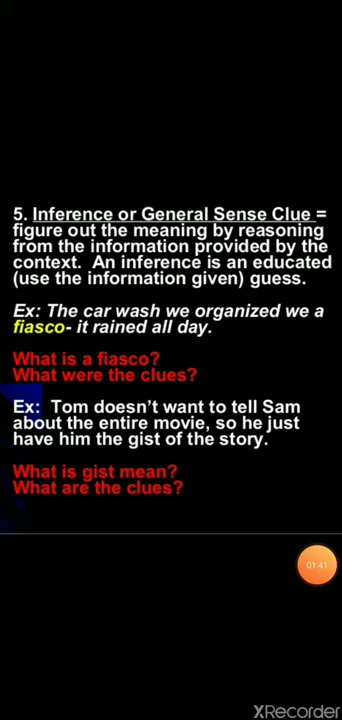 5. Inference or General Sense Clue =
figure out the meaning by reasoning
from the information provided by the
context. An inference is an educated
(use the information given) guess.
Ex: The car wash we organized we a
fiasco- it rained all day.
What is a fiasco?
What were the clues?
Ex: Tom doesn't want to tell Sam
about the entire movie, so he just
have him the gist of the story.
What is gist mean?
What are the clues?
01:41
XRecorder